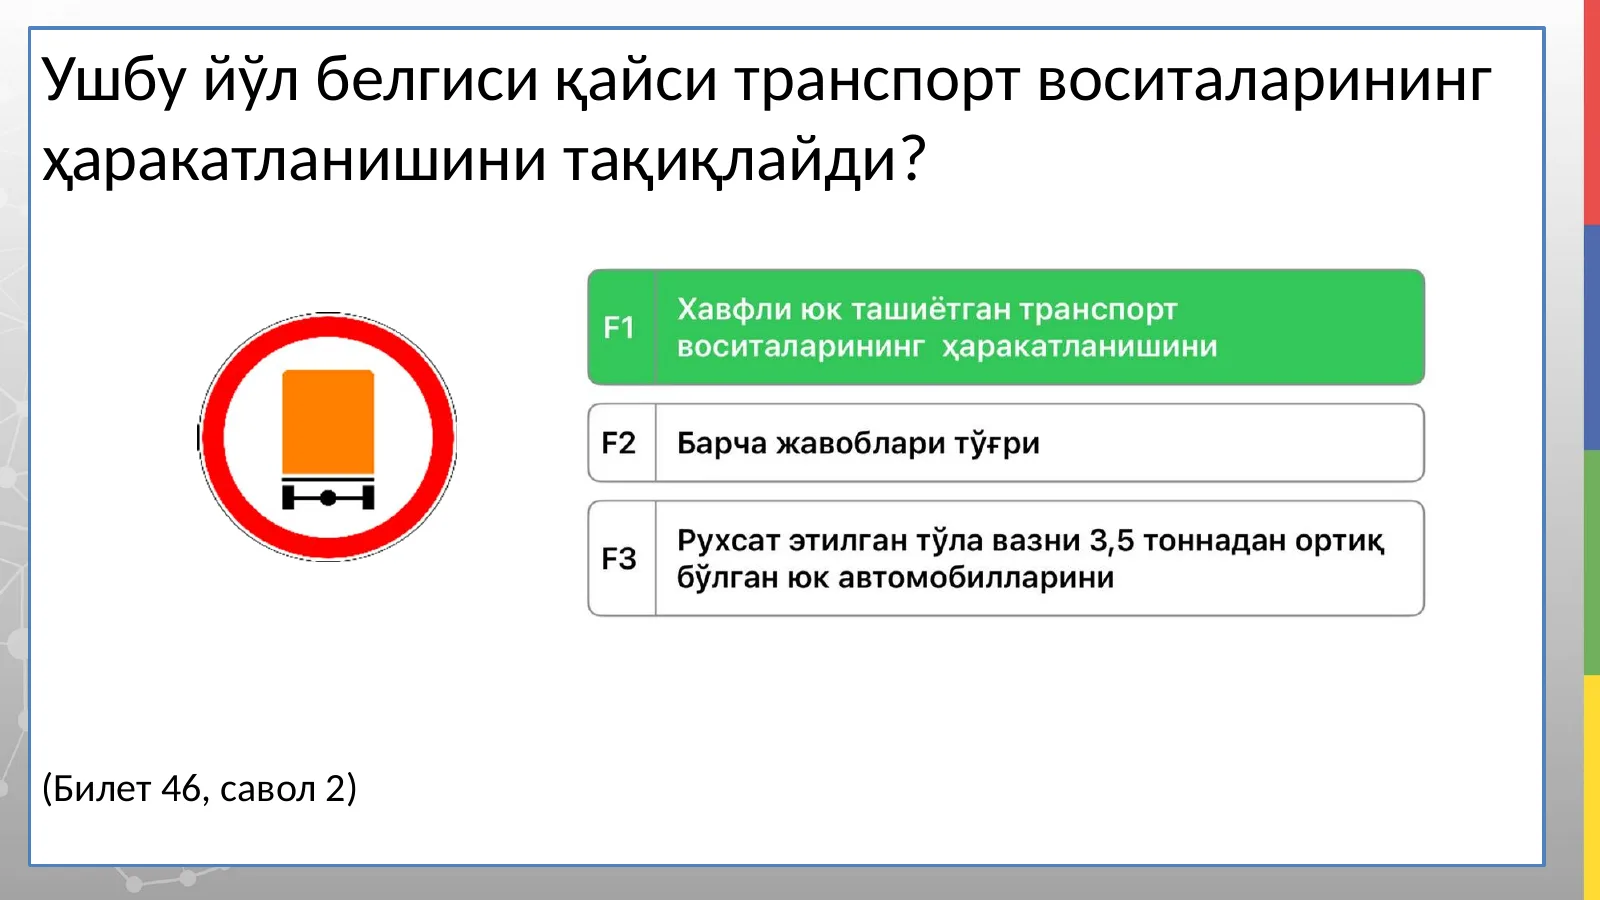 Ушбу йўл белгиси қайси транспорт воситаларининг
ҳаракатланишини тақиқлайди?
F1
Хавфли юк ташиётган транспорт
воситаларининг ҳаракатланишини
F2
Барча жавоблари тўғри
F3
Рухсат этилган тўла вазни 3,5 тоннадан ортиқ
бўлган юк автомобилларини
(Билет 46, савол 2)